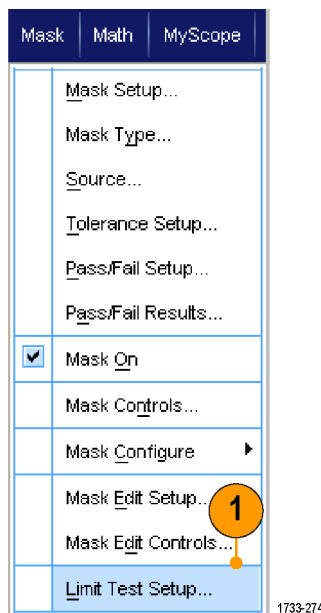 Mask Math MyScope
Mask Setup...
Mask Type...
Source...
Tolerance Setup...
Pass/Fail Setup...
Pass/Fail Results...
Mask On
Mask Controls...
Mask Configure
Mask Edit Setup...
1
Mask Edit Controls...
Limit Test Setup...